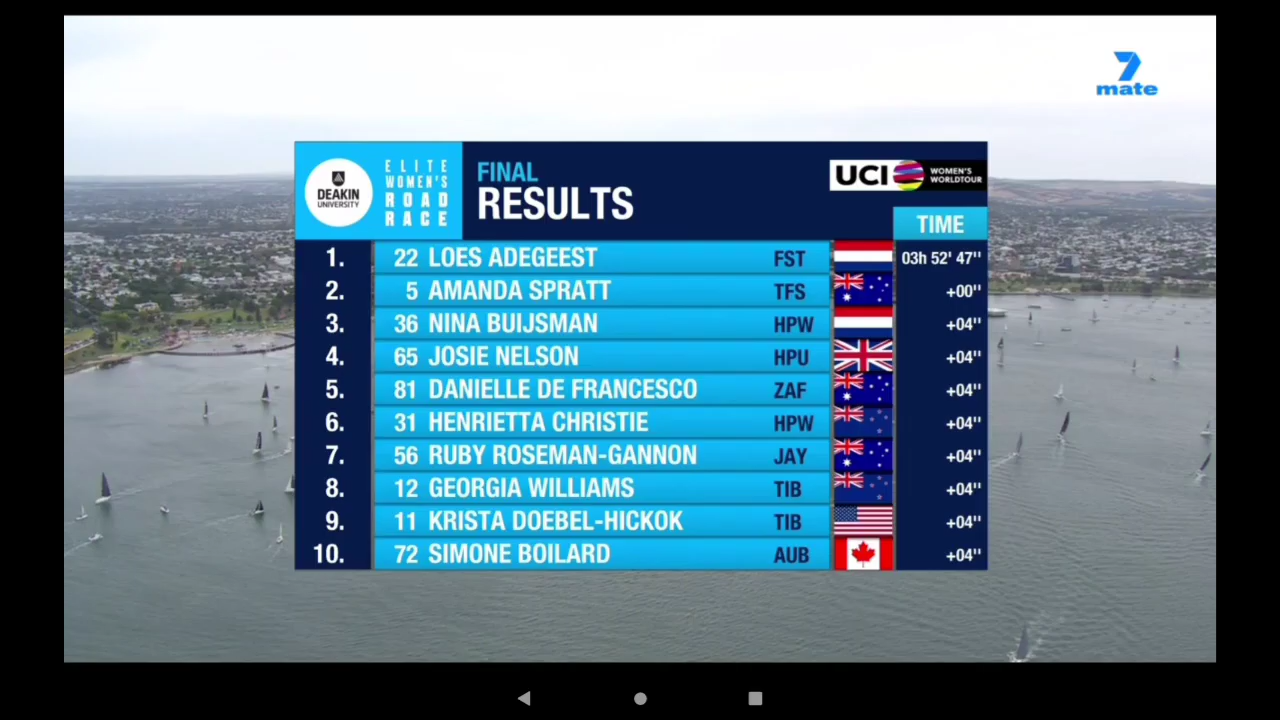 7
mate
DEAKIN
UNIVERSITY
ELITE
WOMEN'S
ROAD
RACE
FINAL
RESULTS
UCI WOMEN'S
WORLDTOUR
TIME
1. 22 LOES ADEGEEST FST 03h 52' 47''
2. 5 AMANDA SPRATT TFS +00''
3. 36 NINA BUIJSMAN HPW +04''
4. 65 JOSIE NELSON HPU +04''
5. 81 DANIELLE DE FRANCESCO ZAF +04''
6. 31 HENRIETTA CHRISTIE HPW +04''
7. 56 RUBY ROSEMAN-GANNON JAY +04''
8. 12 GEORGIA WILLIAMS TIB +04''
9. 11 KRISTA DOEBEL-HICKOK TIB +04''
10. 72 SIMONE BOILARD AUB +04''